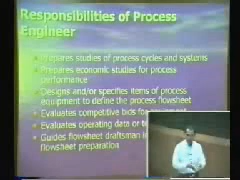 Responsibilities of Process
Engineer
Prepares studies of process cycles and systems
Prepares economic studies for process
performance
Designs and/or specifies items of process
equipment to define the process flowsheet
Evaluates competitive bids for equipment
Evaluates operating data or te
Guides flowsheet draftsman in
flowsheet preparation